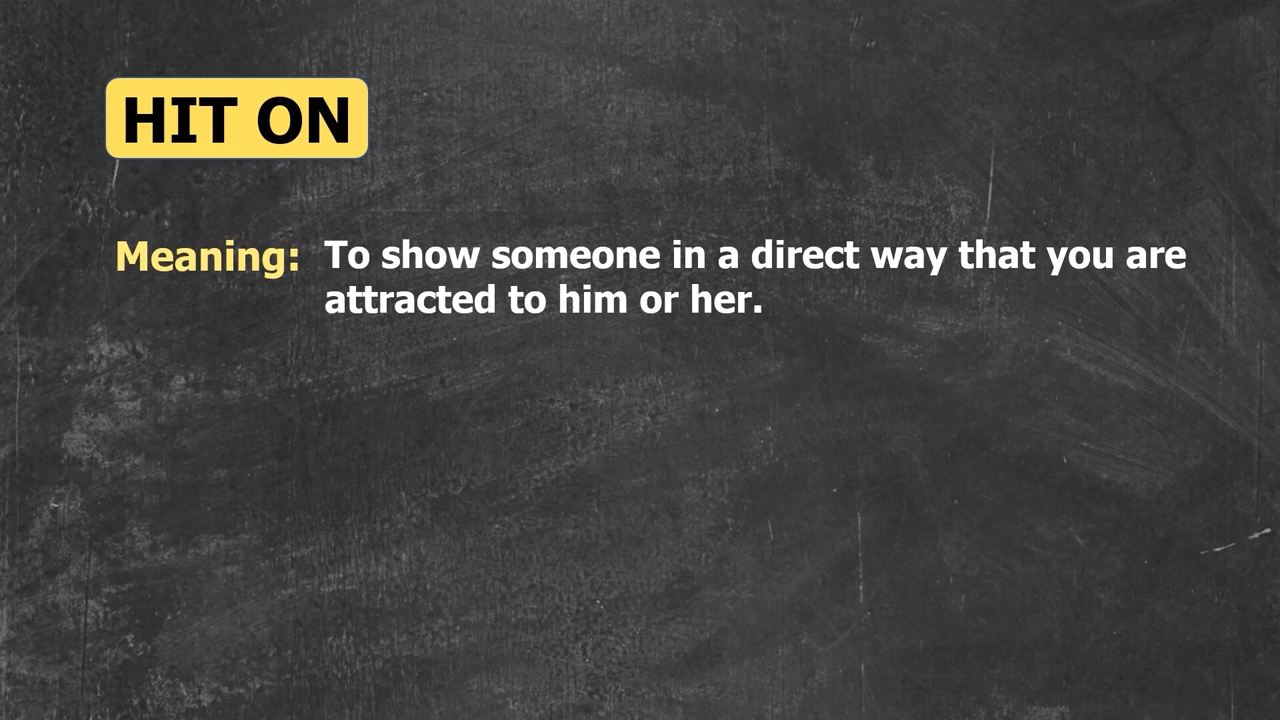 HIT ON
Meaning: To show someone in a direct way that you are
attracted to him or her.